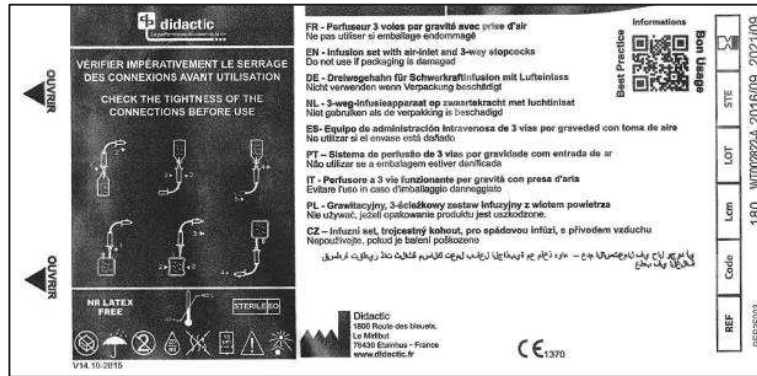 didactic
VÉRIFIER IMPÉRATIVEMENT LE SERRAGE
DES CONNEXIONS AVANT UTILISATION
CHECK THE TIGHTNESS OF THE
CONNECTIONS BEFORE USE
OUVRIR
OUVRIR
NR LATEX
FREE
STERILE EO
V14.10-2015
FR - Perfuseur 3 voies par gravité avec prise d'air
Ne pas utiliser si emballage endommagé
EN - Infusion set with air-inlet and 3-way stopcocks
Do not use if packaging is damaged
DE - Dreiwegehahn für Schwerkraftinfusion mit Lufteinlass
Nicht verwenden wenn Verpackung beschädigt
NL - 3-weg-infusieapparaat op zwaartekracht met luchtinlaat
Niet gebruiken als de verpakking is beschadigd
ES- Equipo de administración intravenosa de 3 vias por gravedad con toma de aire
No utilizar si el envase está dañado
PT – Sistema de perfusão de 3 vias por gravidade com entrada de ar
Não utilizar se a embalagem estiver danificada
IT - Perfusore a 3 vie funzionante per gravità con presa d'aria
Evitare l'uso in caso d'imballaggio danneggiato
PL - Grawitacyjny, 3-ścieżkowy zestaw infuzyjny z wlotem powietrza
Nie używać, jeżeli opakowanie produktu jest uszkodzone.
CZ – Infuzní set, trojcestný kohout, pro spádovou infúzi, s přívodem vzduchu
Nepoužívejte, pokud je balení poškozeno
Didactic
1800 Route des bleuets,
Le Mirlibut
76430 Etainhus - France
www.didactic.fr
CE 1370
Informations
Best Practice
Bon Usage
2021/09
STE
2016/09
LOT
Lcm
180
Code
REF